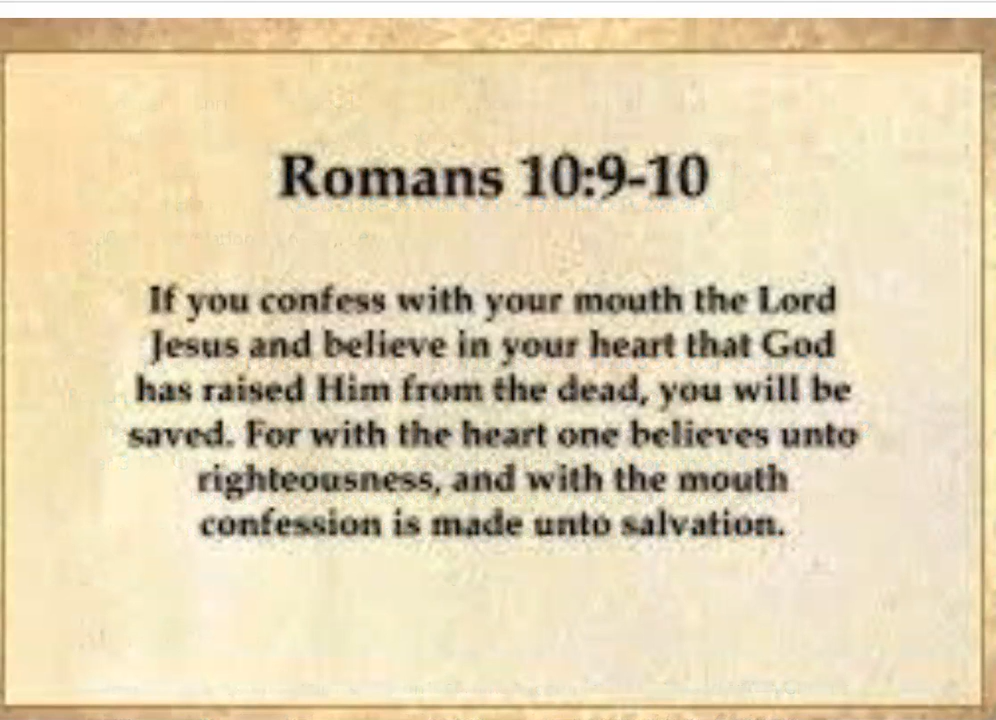 Romans 10:9-10
If you confess with your mouth the Lord
Jesus and believe in your heart that God
has raised Him from the dead, you will be
saved. For with the heart one believes unto
righteousness, and with the mouth
confession is made unto salvation.